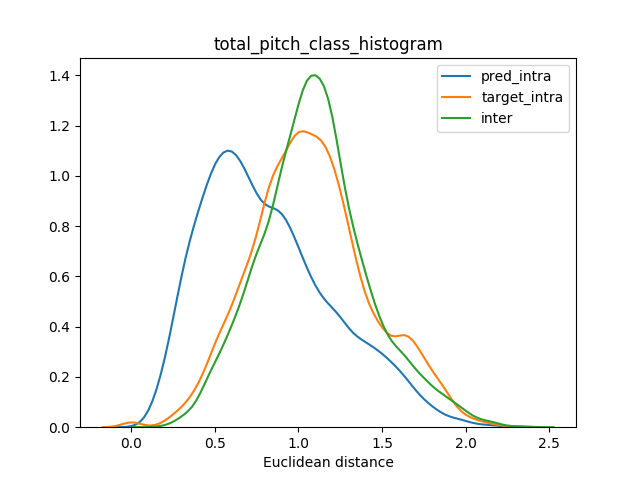 total_pitch_class_histogram
pred_intra
target_intra
inter
1.4
1.2
1.0
0.8
0.6
0.4
0.2
0.0
0.0 0.5 1.0 1.5 2.0 2.5
Euclidean distance